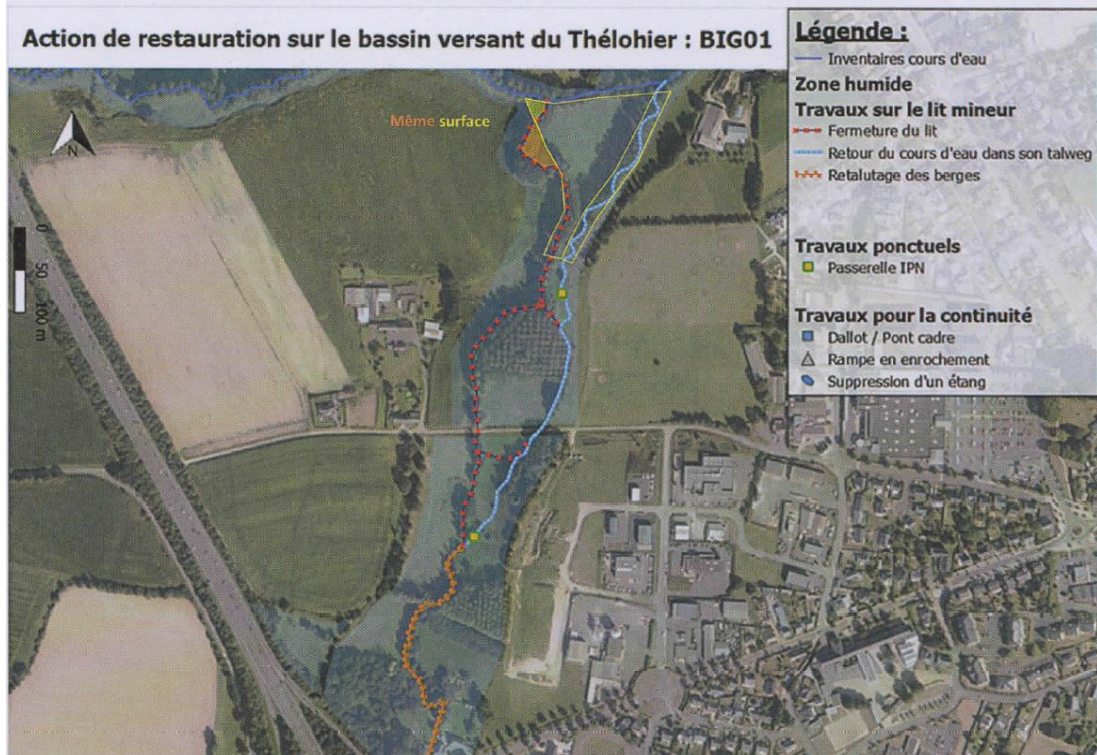 Action de restauration sur le bassin versant du Thélohier : BIG01
Même surface
N
0
50
100 m
Légende :
Inventaires cours d'eau
Zone humide
Travaux sur le lit mineur
Fermeture du lit
Retour du cours d'eau dans son talweg
Retalutage des berges
Travaux ponctuels
Passerelle IPN
Travaux pour la continuité
Dallot / Pont cadre
Rampe en enrochement
Suppression d'un étang